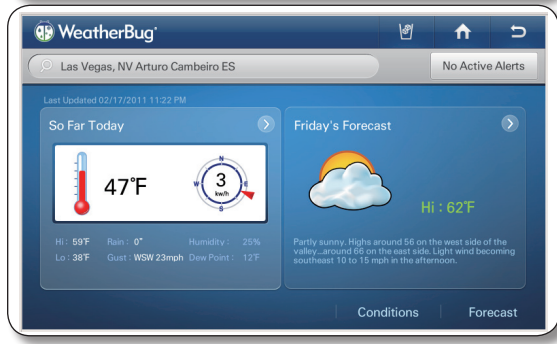 WeatherBug®
Las Vegas, NV Arturo Cambeiro ES
No Active Alerts
Last Updated 02/17/2011 11:22 PM
So Far Today
47°F
N
W
E
S
3
km/h
Hi : 59°F Rain : 0" Humidity : 25%
Lo : 38°F Gust : WSW 23mph Dew Point : 12°F
Friday's Forecast
Hi : 62°F
Partly sunny. Highs around 56 on the west side of the
valley...around 66 on the east side. Light wind becoming
southeast 10 to 15 mph in the afternoon.
Conditions
Forecast